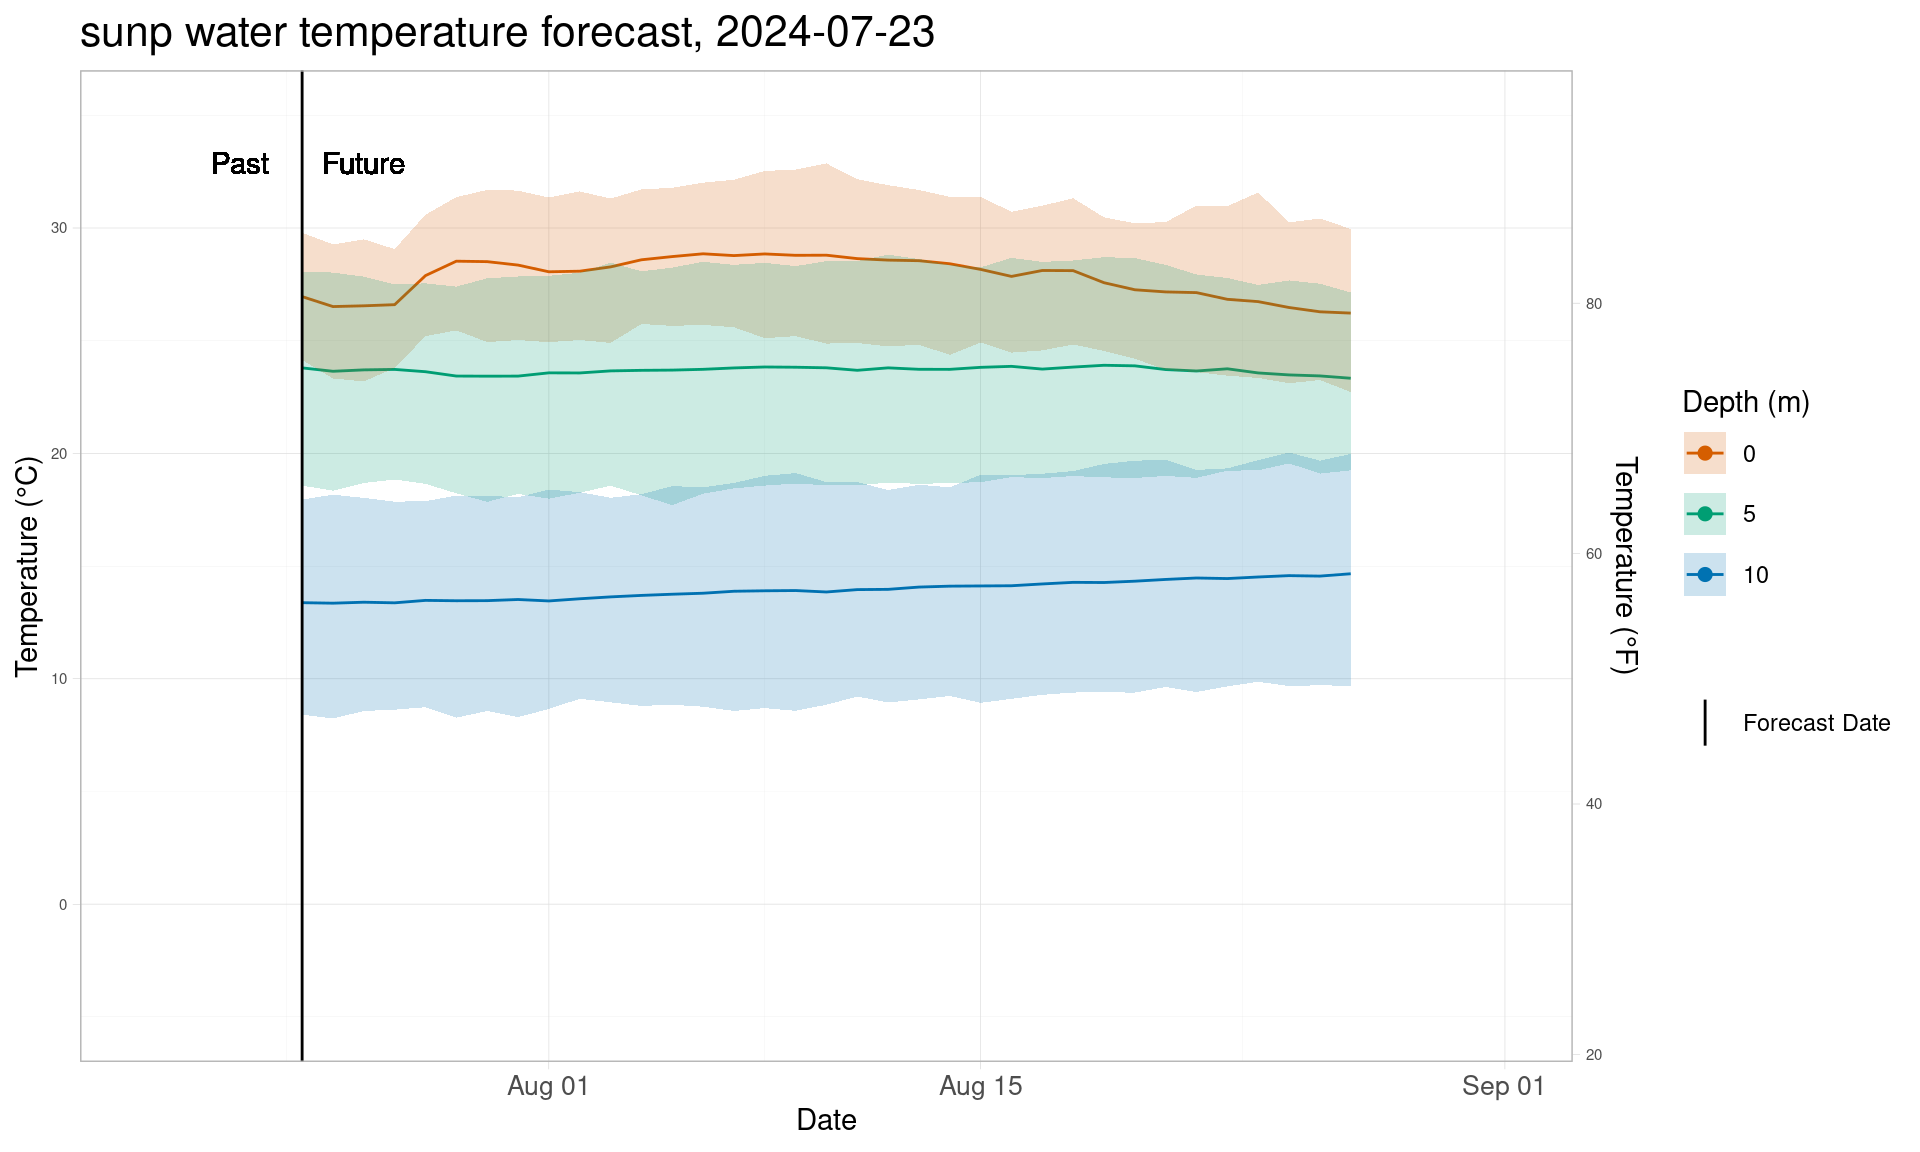 sunp water temperature forecast, 2024-07-23
Past
Future
30
20
10
0
Temperature (°C)
80
60
40
20
Temperature (°F)
Aug 01
Aug 15
Sep 01
Date
Depth (m)
0
5
10
Forecast Date